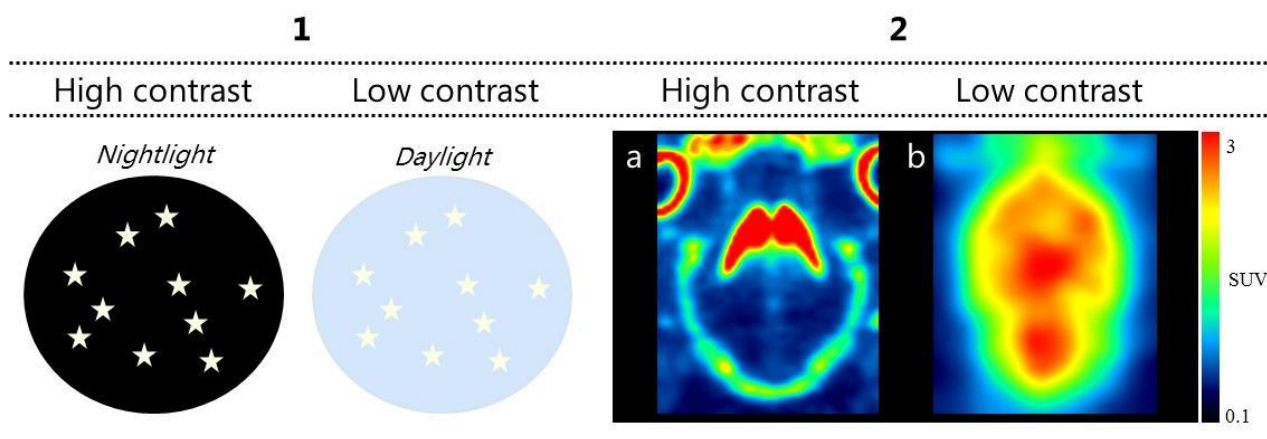 1 2
High contrast Low contrast High contrast Low contrast
Nightlight Daylight
a b
3
SUV
0.1